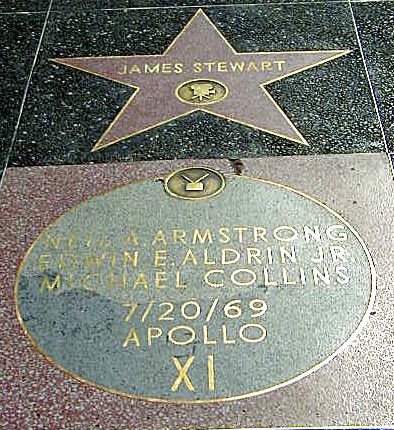 JAMES STEWART
NEIL A. ARMSTRONG
EDWIN E. ALDRIN JR.
MICHAEL COLLINS
7/20/69
APOLLO
XI